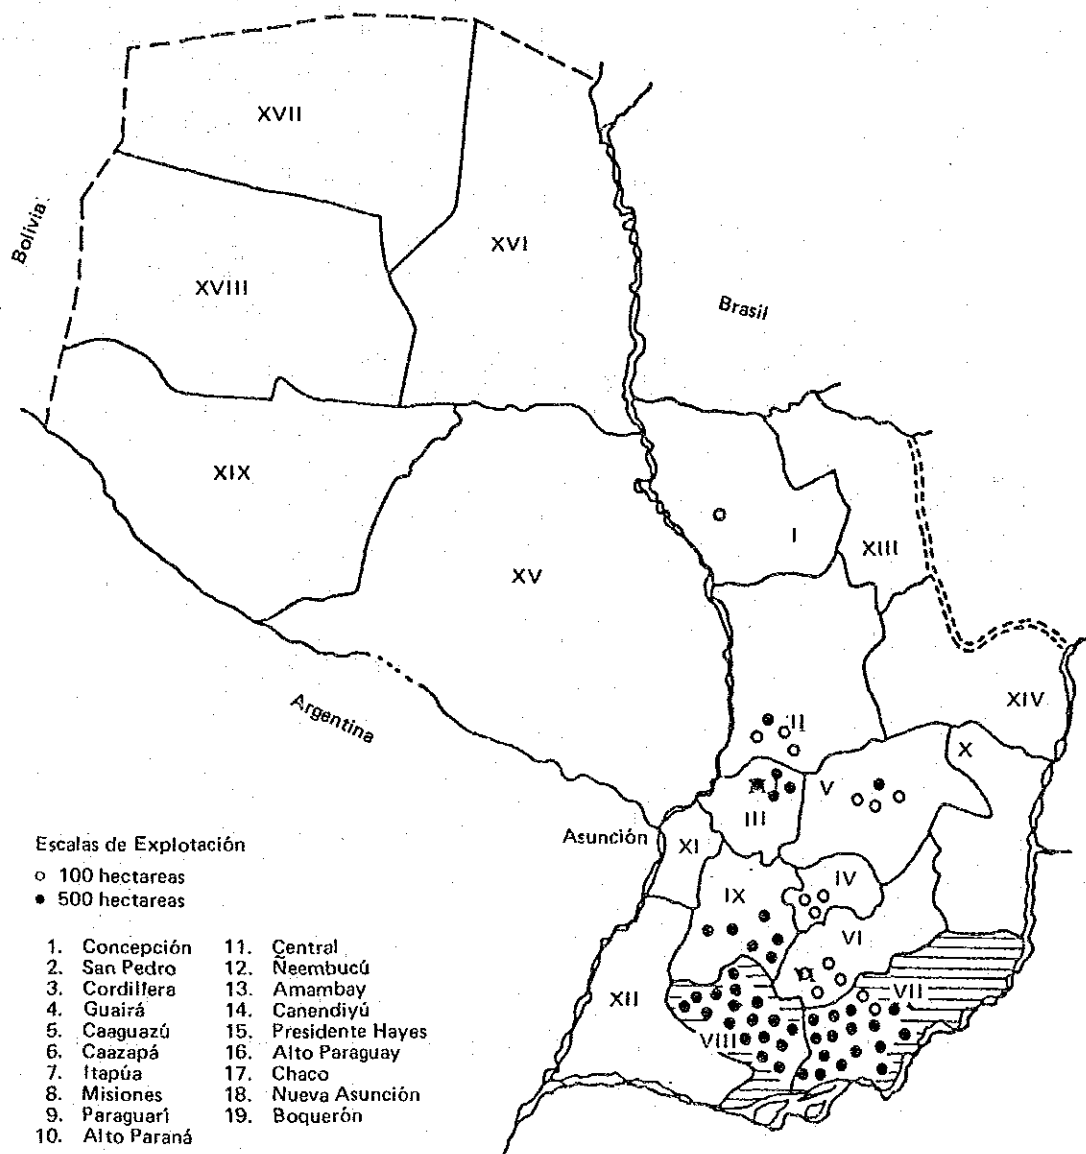 XVII
Bolivia
XVI
XVIII
Brasil
XIX
I
XIII
XV
XIV
Argentina
II
X
V
III
Asunción
XI
IV
IX
VI
VII
XII
VIII
Escalas de Explotación
○ 100 hectareas
● 500 hectareas
1. Concepción
2. San Pedro
3. Cordillera
4. Guairá
5. Caaguazú
6. Caazapá
7. Itapúa
8. Misiones
9. Paraguarí
10. Alto Paraná
11. Central
12. Ñeembucú
13. Amambay
14. Canendiyú
15. Presidente Hayes
16. Alto Paraguay
17. Chaco
18. Nueva Asunción
19. Boquerón